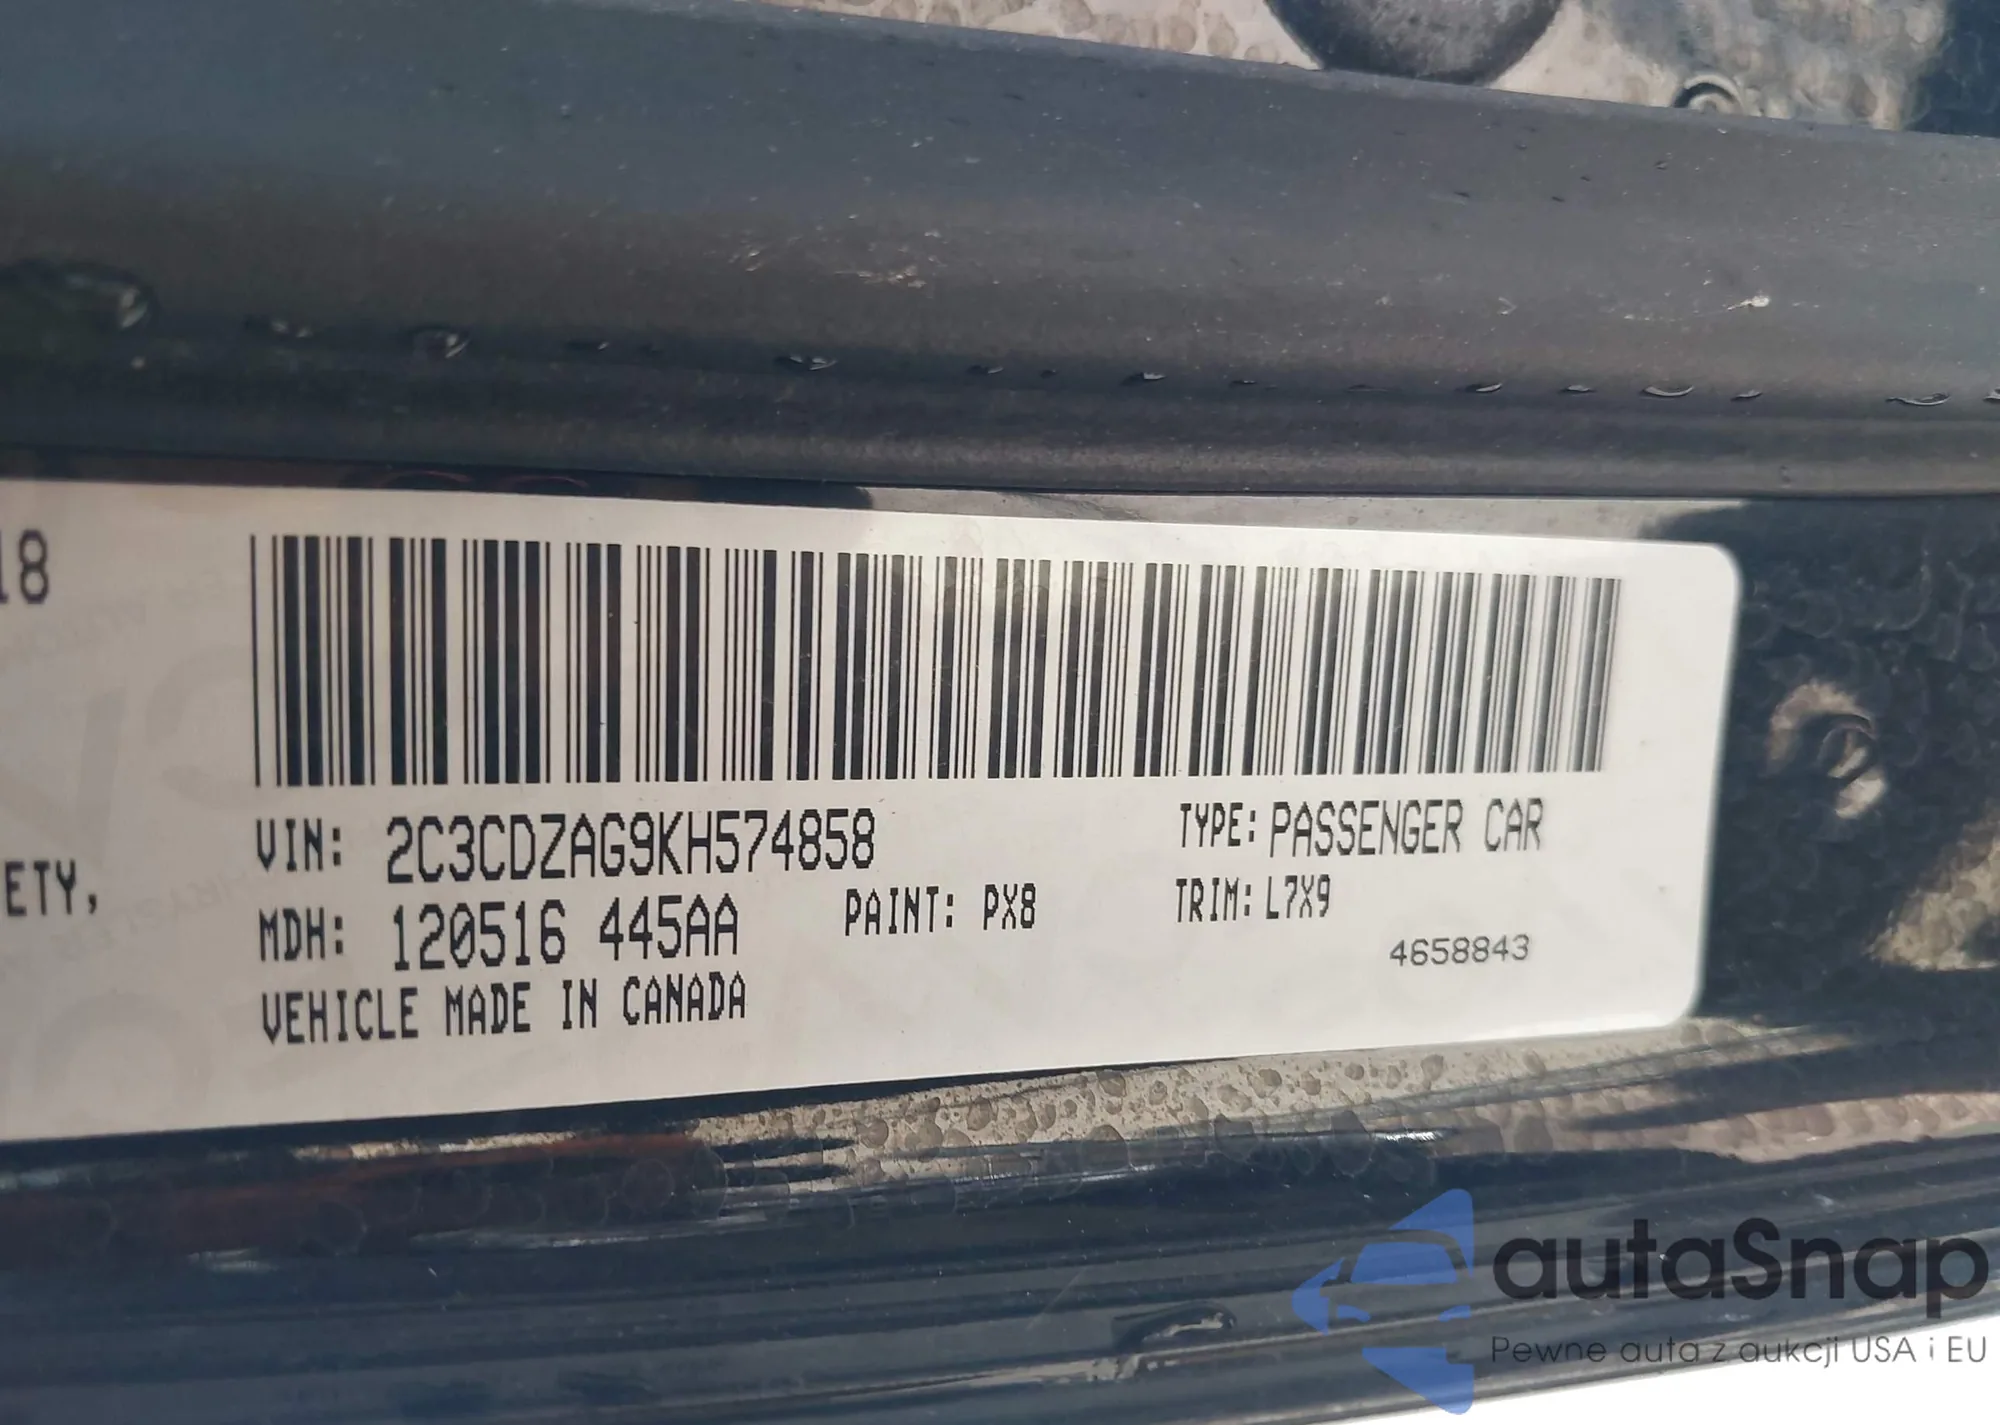 18
ETY,
VIN: 2C3CDZAG9KH574858
TYPE: PASSENGER CAR
MDH: 120516 445AA
PAINT: PX8
TRIM: L7X9
4658843
VEHICLE MADE IN CANADA
autaSnap
Pewne auta z aukcji USA i EU